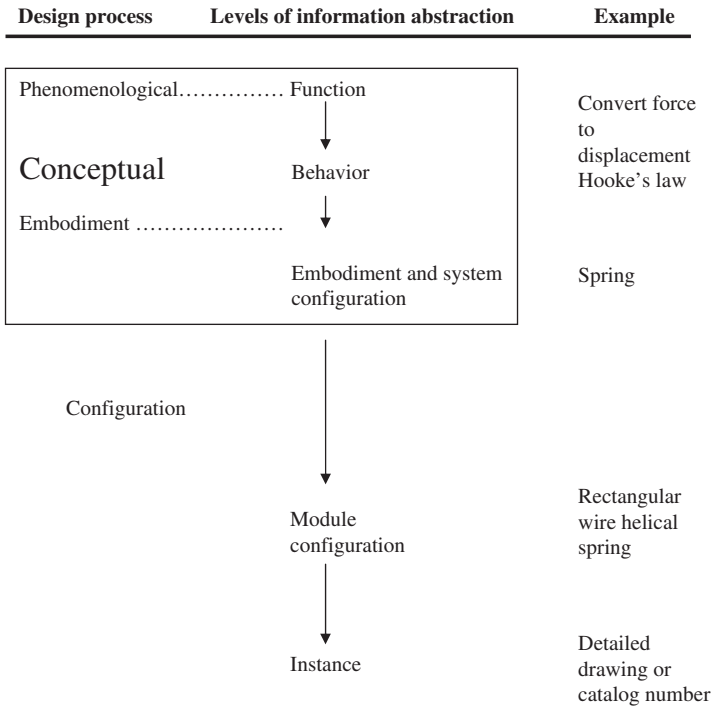 Design process Levels of information abstraction Example
Phenomenological............... Function
Convert force
to
displacement
Hooke's law
Conceptual Behavior
Embodiment .....................
Embodiment and system
configuration
Spring
Configuration
Module
configuration
Rectangular
wire helical
spring
Instance
Detailed
drawing or
catalog number